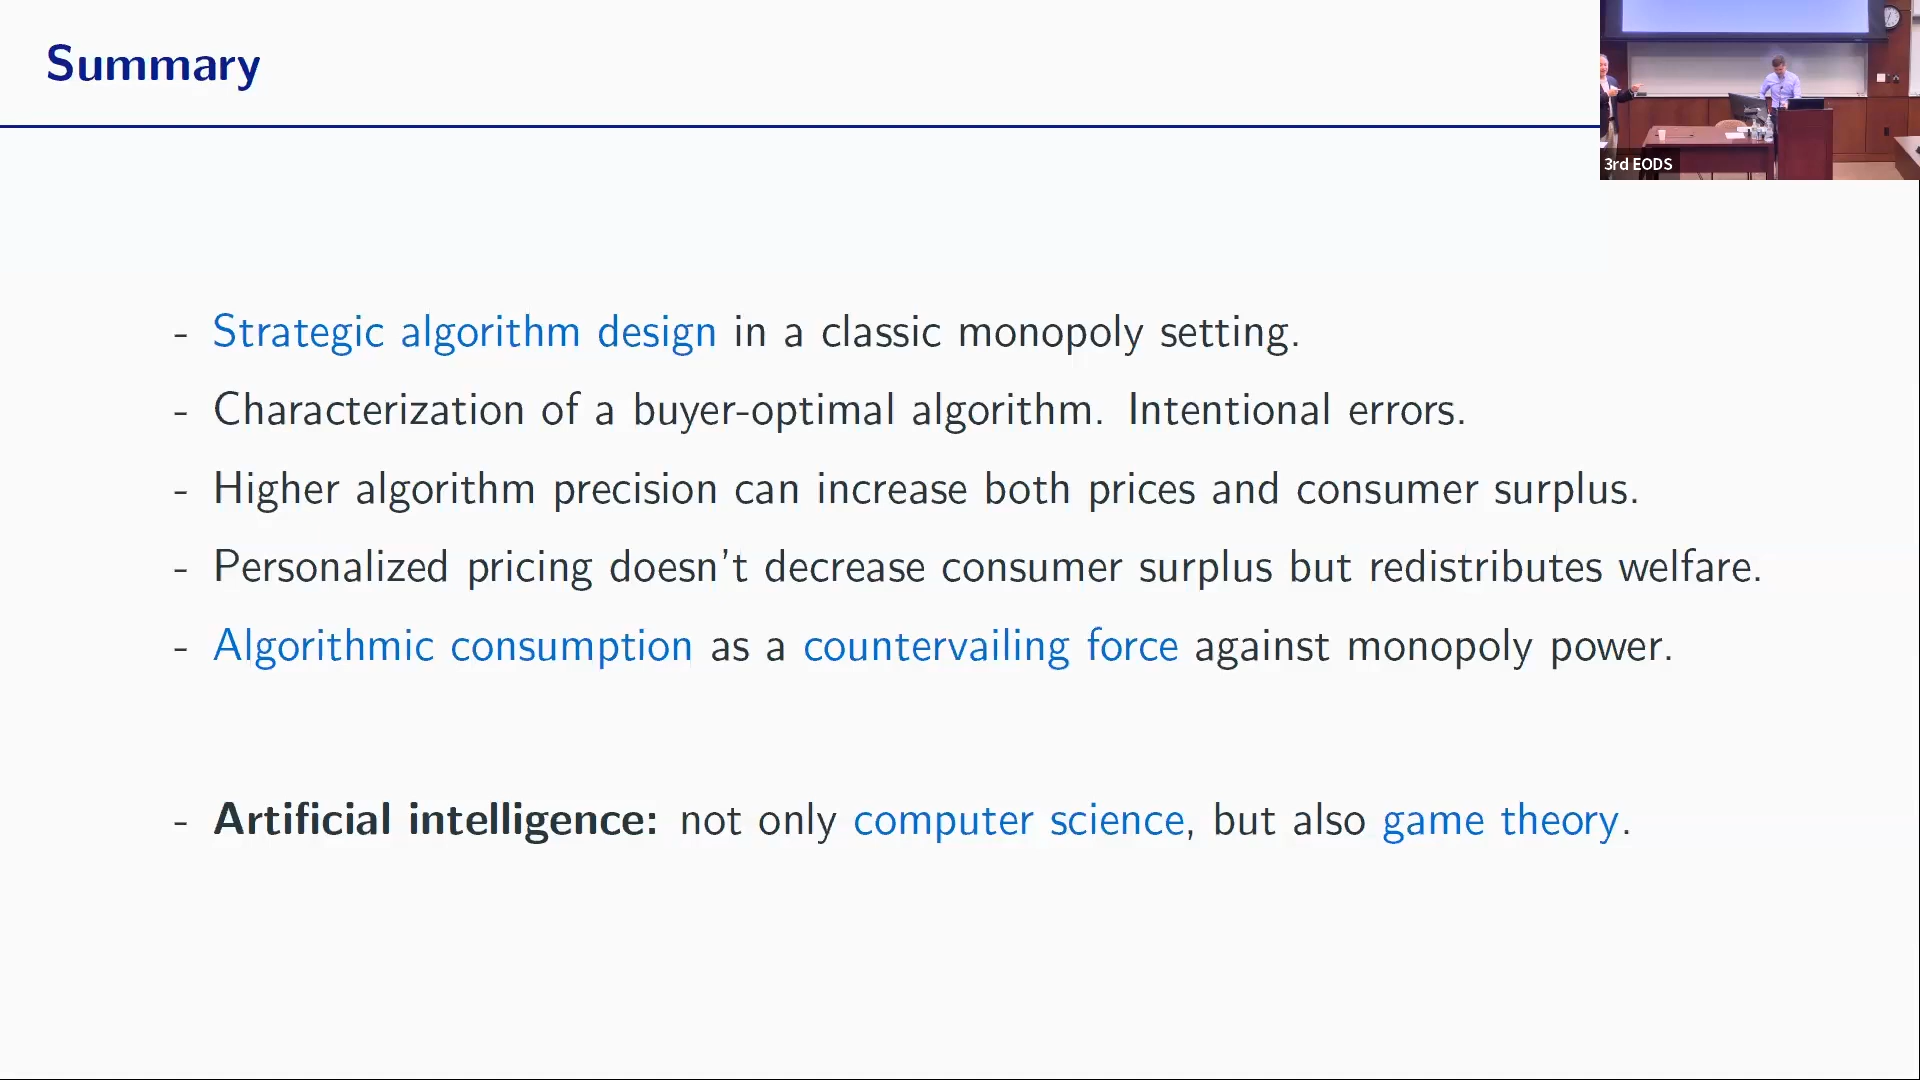 Summary
3rd EODS
- Strategic algorithm design in a classic monopoly setting.
- Characterization of a buyer-optimal algorithm. Intentional errors.
- Higher algorithm precision can increase both prices and consumer surplus.
- Personalized pricing doesn't decrease consumer surplus but redistributes welfare.
- Algorithmic consumption as a countervailing force against monopoly power.
- Artificial intelligence: not only computer science, but also game theory.